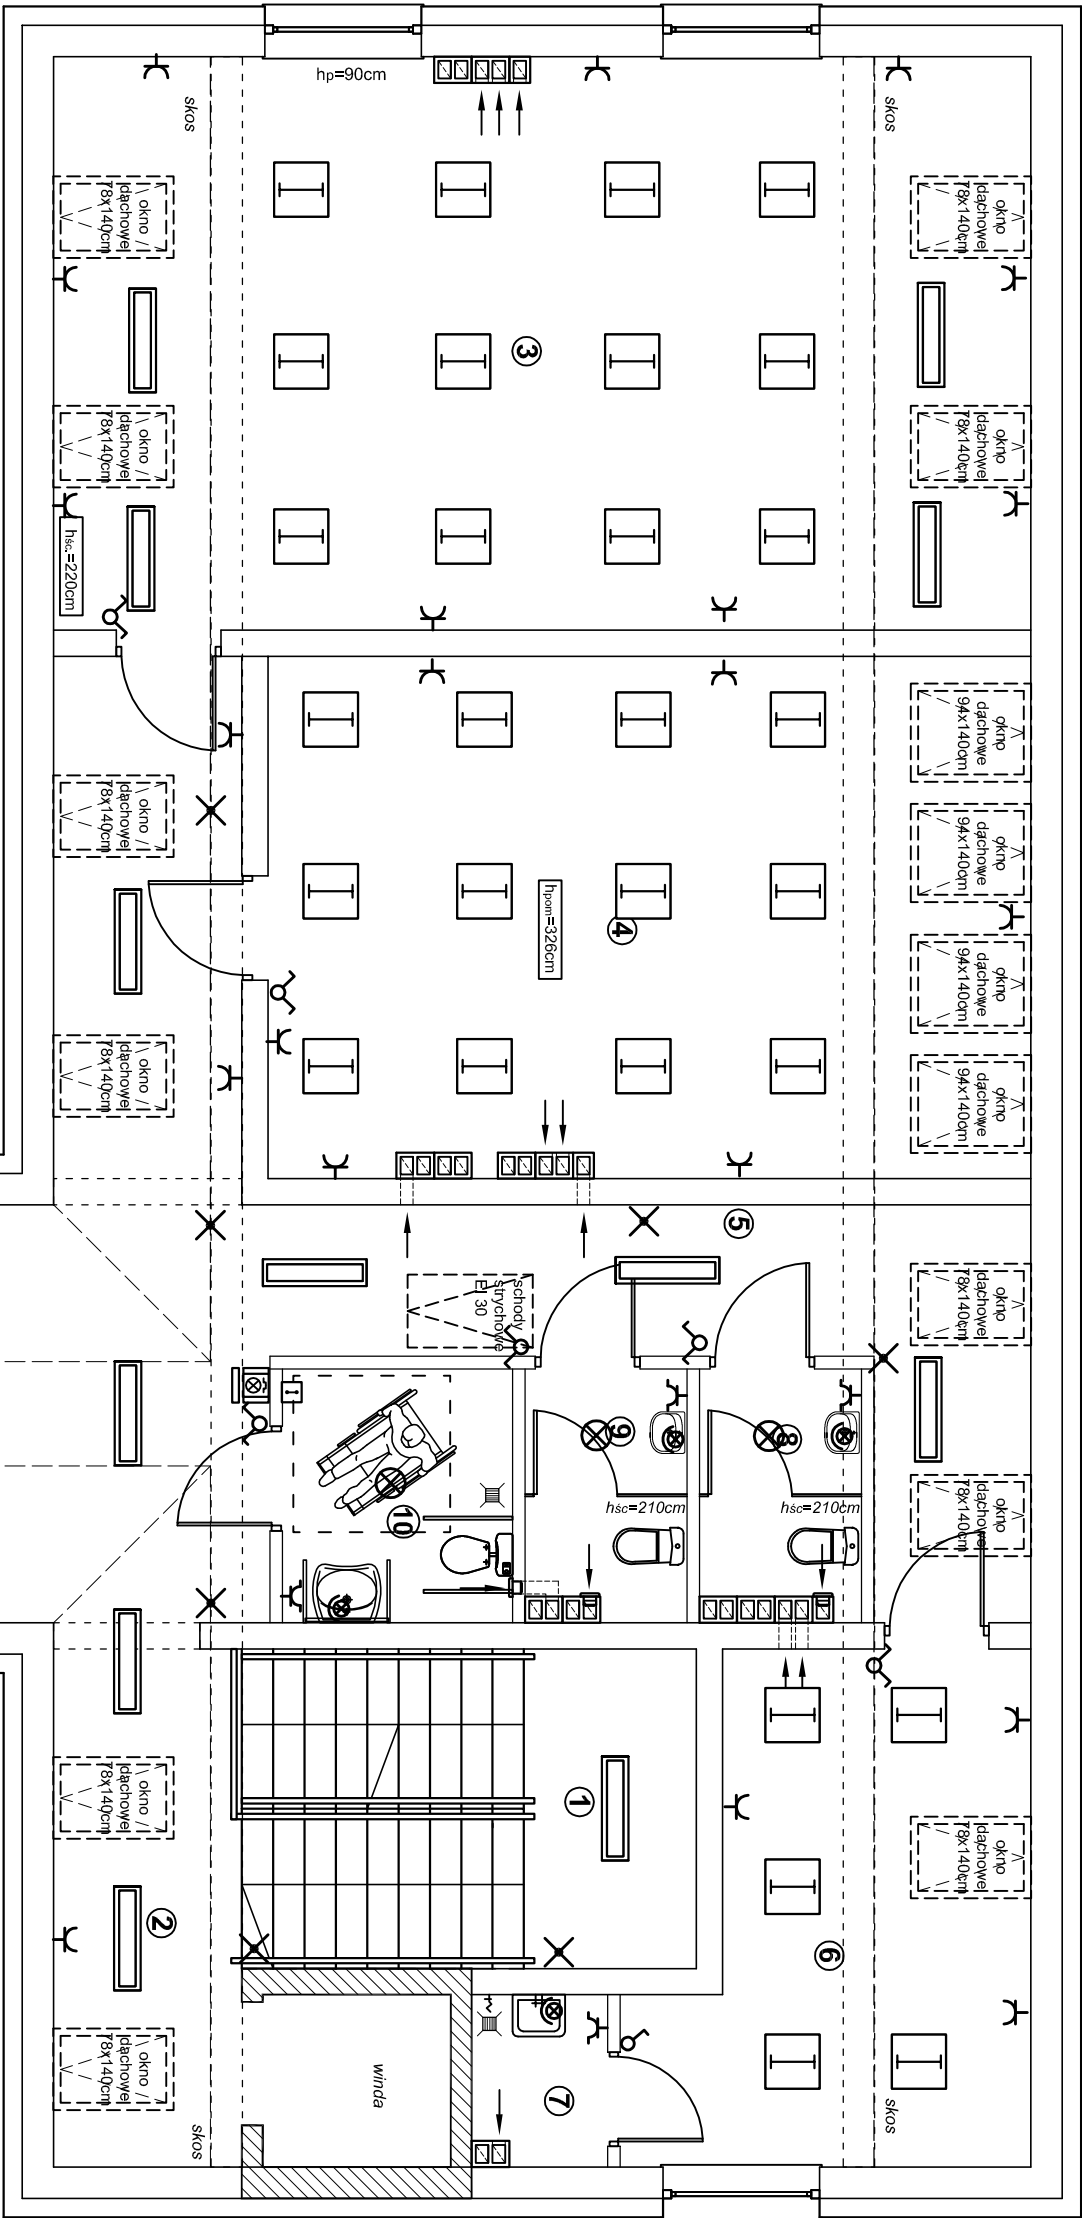 hp=90cm
skos
skos
okno
dachowe
78x140cm
okno
dachowe
78x140cm
3
okno
dachowe
78x140cm
okno
dachowe
78x140cm
hśc.=220cm
okno
dachowe
94x140cm
okno
dachowe
94x140cm
okno
dachowe
94x140cm
okno
dachowe
94x140cm
okno
dachowe
78x140cm
4
hpom=326cm
okno
dachowe
78x140cm
5
okno
dachowe
78x140cm
schody
strychowe
EI 30
9
8
hśc=210cm
hśc=210cm
okno
dachowe
78x140cm
10
1
okno
dachowe
78x140cm
okno
dachowe
78x140cm
2
6
okno
dachowe
78x140cm
winda
7
skos
skos